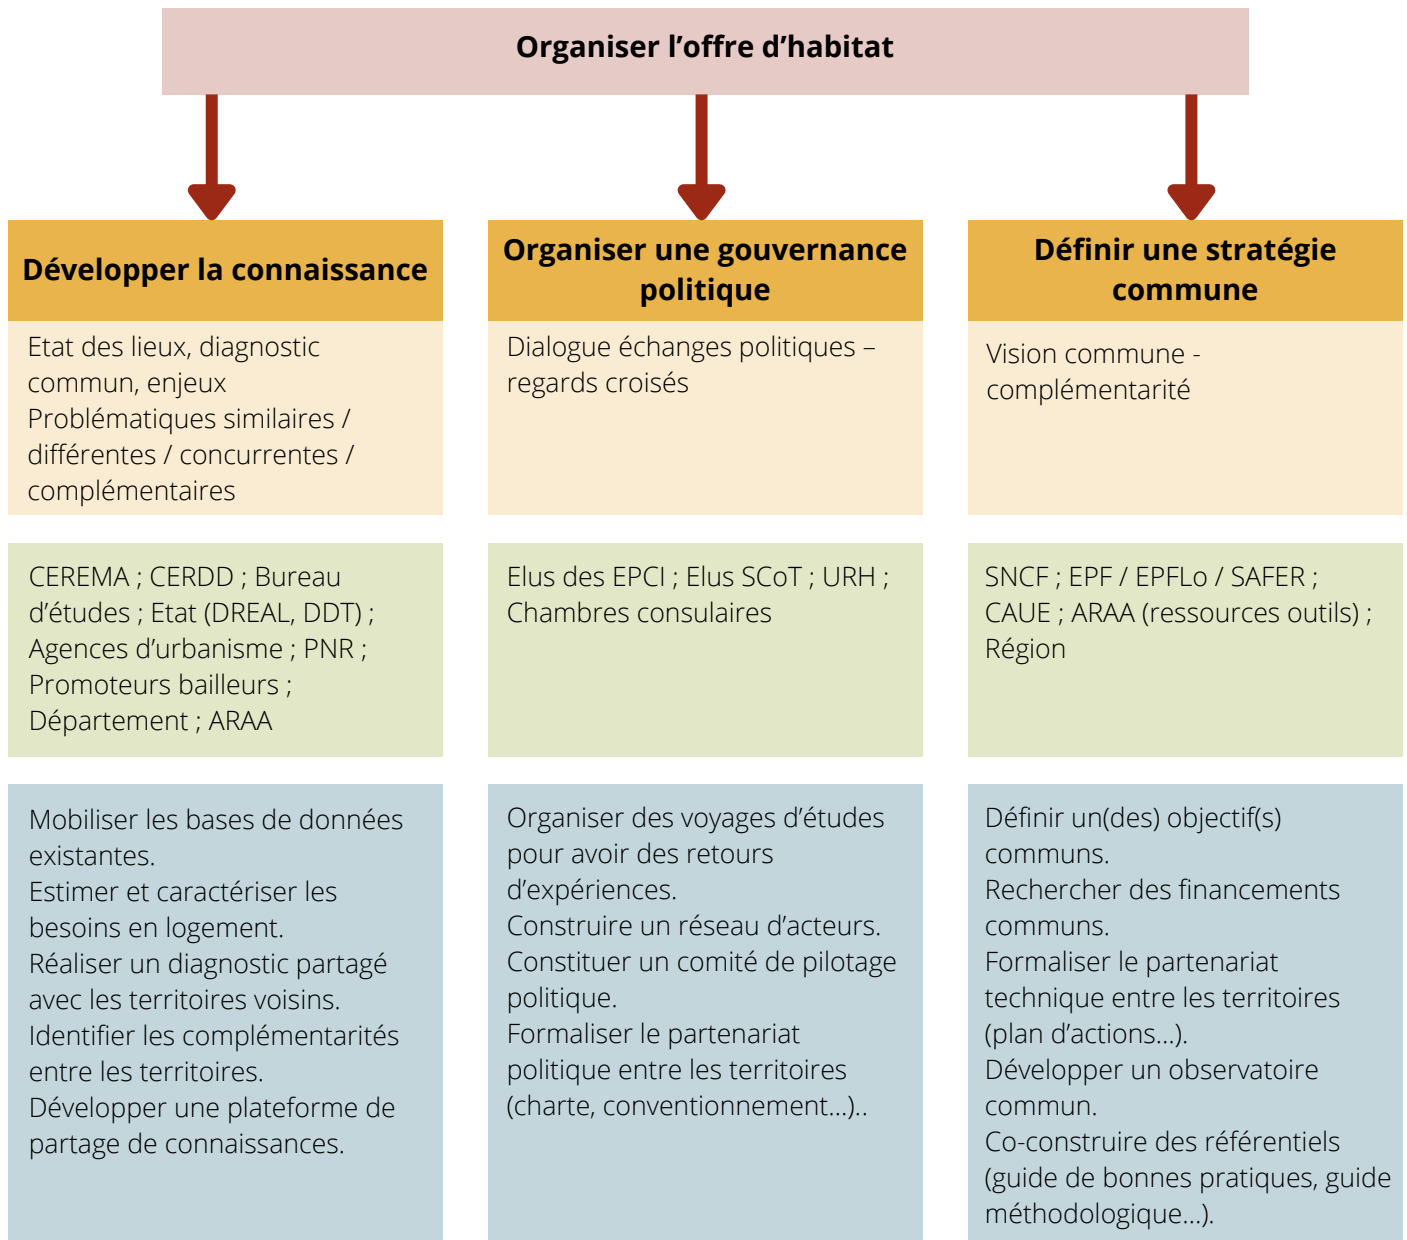 Organiser l’offre d’habitat
Développer la connaissance
Etat des lieux, diagnostic
commun, enjeux
Problématiques similaires /
différentes / concurrentes /
complémentaires
CEREMA ; CERDD ; Bureau
d’études ; Etat (DREAL, DDT) ;
Agences d’urbanisme ; PNR ;
Promoteurs bailleurs ;
Département ; ARAA
Mobiliser les bases de données
existantes.
Estimer et caractériser les
besoins en logement.
Réaliser un diagnostic partagé
avec les territoires voisins.
Identifier les complémentarités
entre les territoires.
Développer une plateforme de
partage de connaissances.
Organiser une gouvernance
politique
Dialogue échanges politiques –
regards croisés
Elus des EPCI ; Elus SCoT ; URH ;
Chambres consulaires
Organiser des voyages d’études
pour avoir des retours
d’expériences.
Construire un réseau d’acteurs.
Constituer un comité de pilotage
politique.
Formaliser le partenariat
politique entre les territoires
(charte, conventionnement...)..
Définir une stratégie
commune
Vision commune -
complémentarité
SNCF ; EPF / EPFLo / SAFER ;
CAUE ; ARAA (ressources outils) ;
Région
Définir un(des) objectif(s)
communs.
Rechercher des financements
communs.
Formaliser le partenariat
technique entre les territoires
(plan d’actions...).
Développer un observatoire
commun.
Co-construire des référentiels
(guide de bonnes pratiques, guide
méthodologique...).